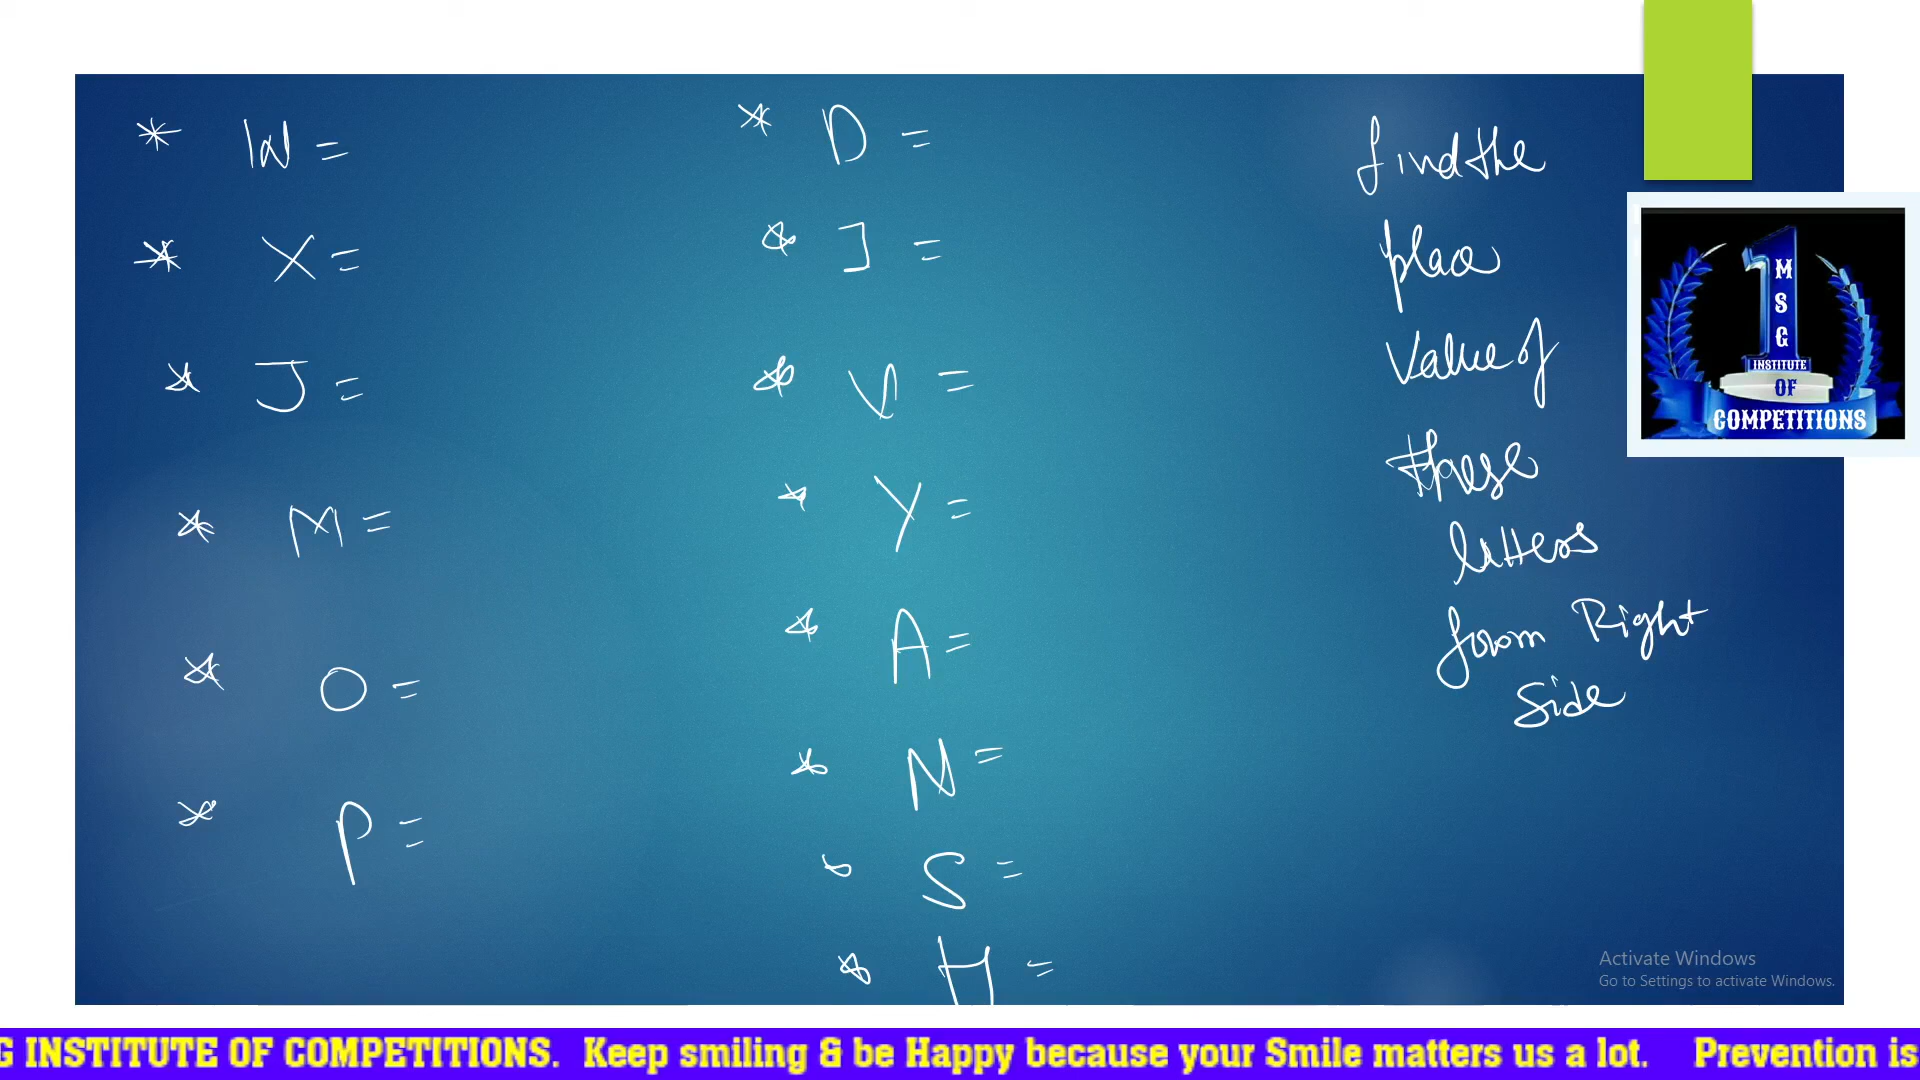 * W =
* X =
* J =
* M =
* O =
* P =
* D =
* J =
* V =
* Y =
* A =
* N =
* S =
* H =
find the
place
Value of
these
letters
from Right
Side
1
M
S
G
INSTITUTE
OF
COMPETITIONS
Activate Windows
Go to Settings to activate Windows.
G INSTITUTE OF COMPETITIONS. Keep smiling & be Happy because your Smile matters us a lot. Prevention is